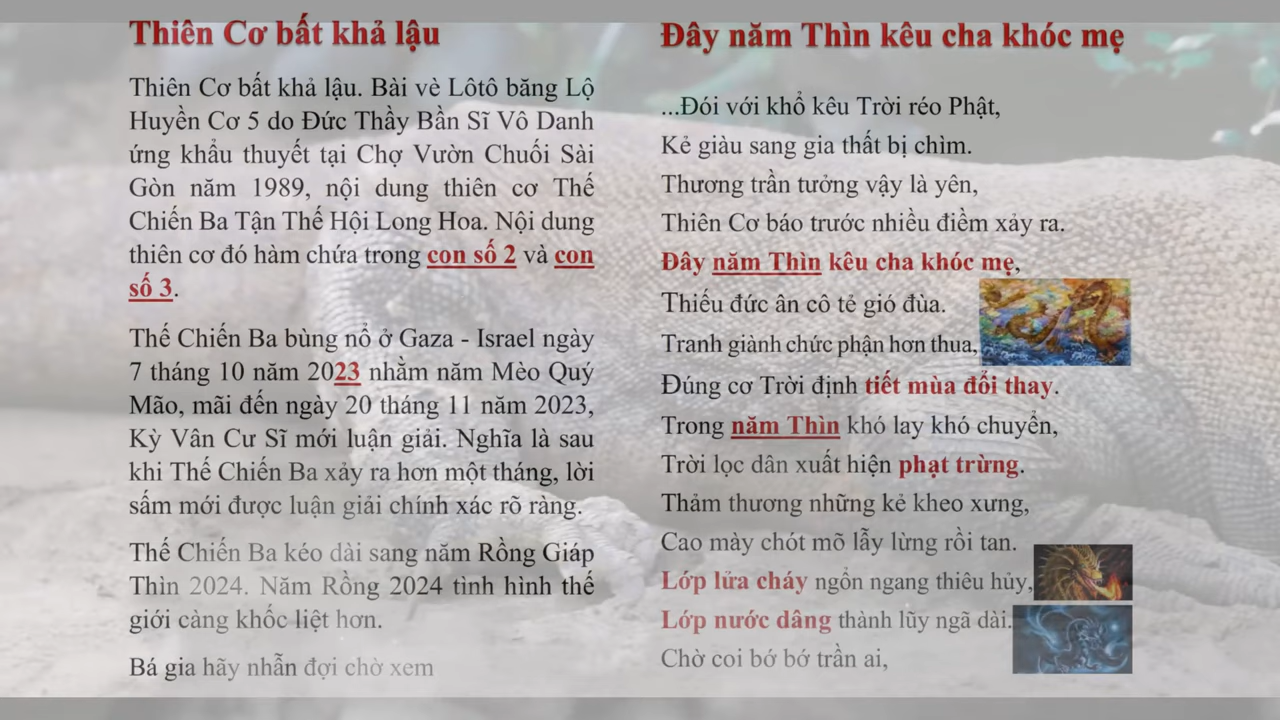 Thiên Cơ bất khả lậu
Thiên Cơ bất khả lậu. Bài vè Lôtô băng Lộ
Huyền Cơ 5 do Đức Thầy Bần Sĩ Vô Danh
ứng khẩu thuyết tại Chợ Vườn Chuối Sài
Gòn năm 1989, nội dung thiên cơ Thế
Chiến Ba Tận Thế Hội Long Hoa. Nội dung
thiên cơ đó hàm chứa trong con số 2 và con
số 3.
Thế Chiến Ba bùng nổ ở Gaza - Israel ngày
7 tháng 10 năm 2023 nhằm năm Mèo Quý
Mão, mãi đến ngày 20 tháng 11 năm 2023,
Kỳ Vân Cư Sĩ mới luận giải. Nghĩa là sau
khi Thế Chiến Ba xảy ra hơn một tháng, lời
sấm mới được luận giải chính xác rõ ràng.
Thế Chiến Ba kéo dài sang năm Rồng Giáp
Thìn 2024. Năm Rồng 2024 tình hình thế
giới càng khốc liệt hơn.
Bá gia hãy nhẫn đợi chờ xem
Đây năm Thìn kêu cha khóc mẹ
...Đói với khổ kêu Trời réo Phật,
Kẻ giàu sang gia thất bị chìm.
Thương trần tưởng vậy là yên,
Thiên Cơ báo trước nhiều điềm xảy ra.
Đây năm Thìn kêu cha khóc mẹ,
Thiếu đức ân cô tẻ gió đùa.
Tranh giành chức phận hơn thua,
Đúng cơ Trời định tiết mùa đổi thay.
Trong năm Thìn khó lay khó chuyển,
Trời lọc dân xuất hiện phạt trừng.
Thảm thương những kẻ kheo xưng,
Cao mày chót mõ lẫy lừng rồi tan.
Lớp lửa cháy ngổn ngang thiêu hủy,
Lớp nước dâng thành lũy ngã dài.
Chờ coi bớ bớ trần ai,